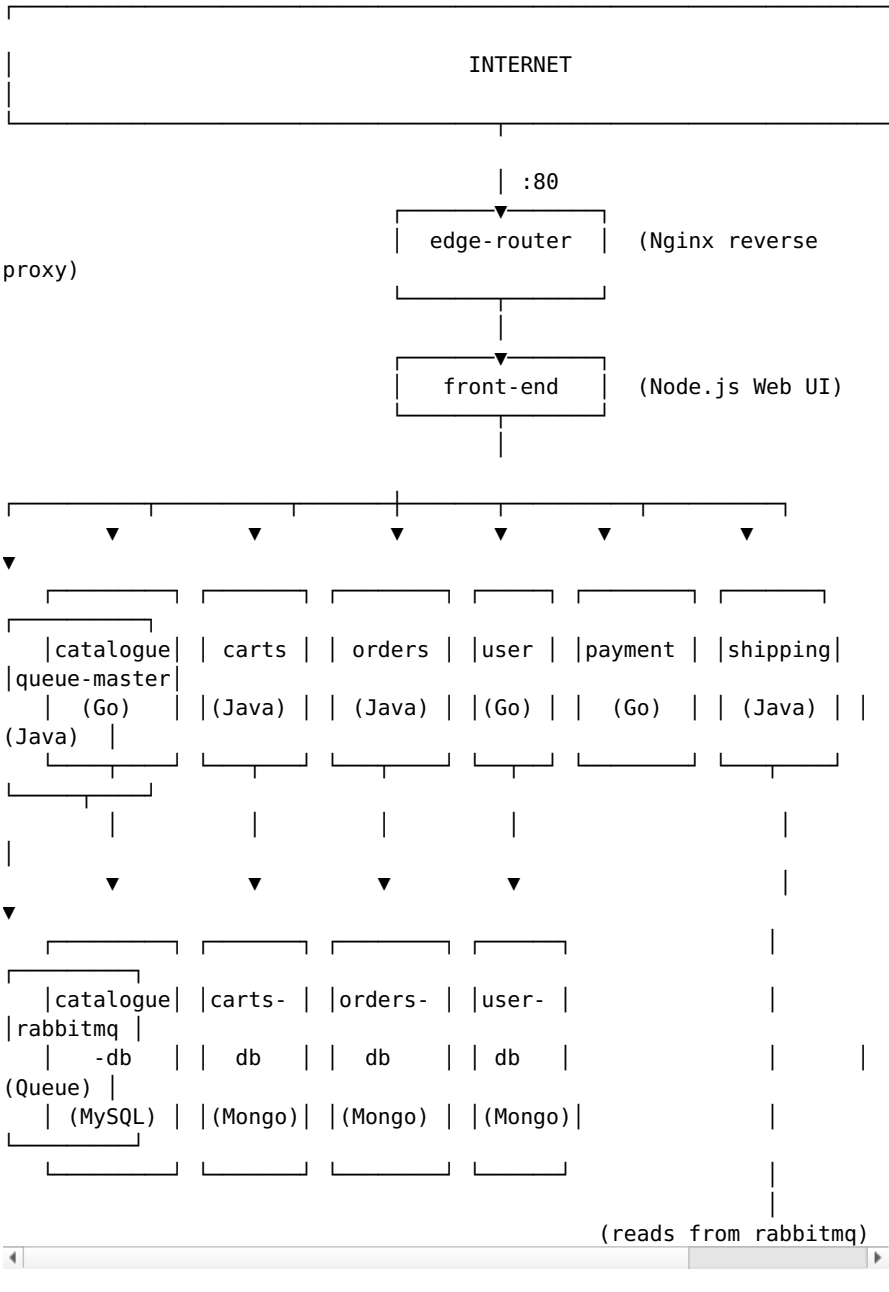 INTERNET
:80
edge-router (Nginx reverse
proxy)
front-end (Node.js Web UI)
catalogue carts orders user payment shipping
queue-master
(Go) (Java) (Java) (Go) (Go) (Java)
(Java)
catalogue carts- orders- user-
rabbitmq
-db db db db
(Queue)
(MySQL) (Mongo) (Mongo) (Mongo)
(reads from rabbitmq)